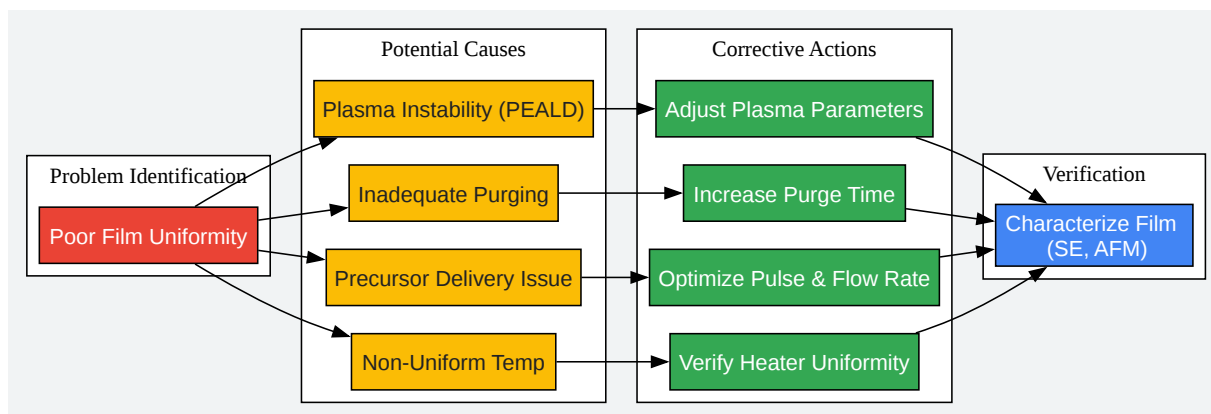 Problem Identification
Poor Film Uniformity
Potential Causes
Plasma Instability (PEALD)
Inadequate Purging
Precursor Delivery Issue
Non-Uniform Temp
Corrective Actions
Adjust Plasma Parameters
Increase Purge Time
Optimize Pulse & Flow Rate
Verify Heater Uniformity
Verification
Characterize Film
(SE, AFM)